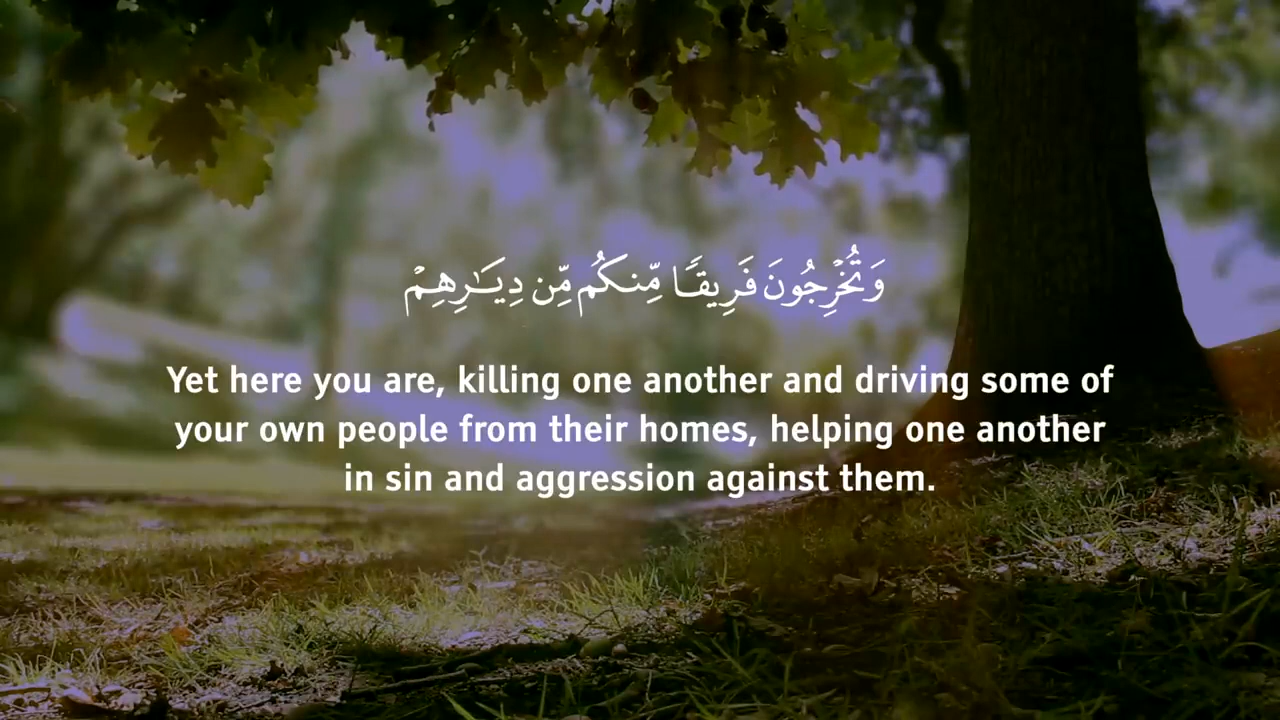 وَتُخْرِجُونَ فَرِيقًا مِّنكُم مِّن دِيَـٰرِهِمْ
Yet here you are, killing one another and driving some of
your own people from their homes, helping one another
in sin and aggression against them.